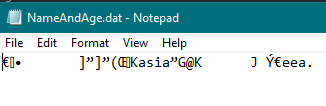 NameAndAge.dat - Notepad
File Edit Format View Help
€▯• ]”]”(Œ▯Kasia”G@K J Ý€eea.